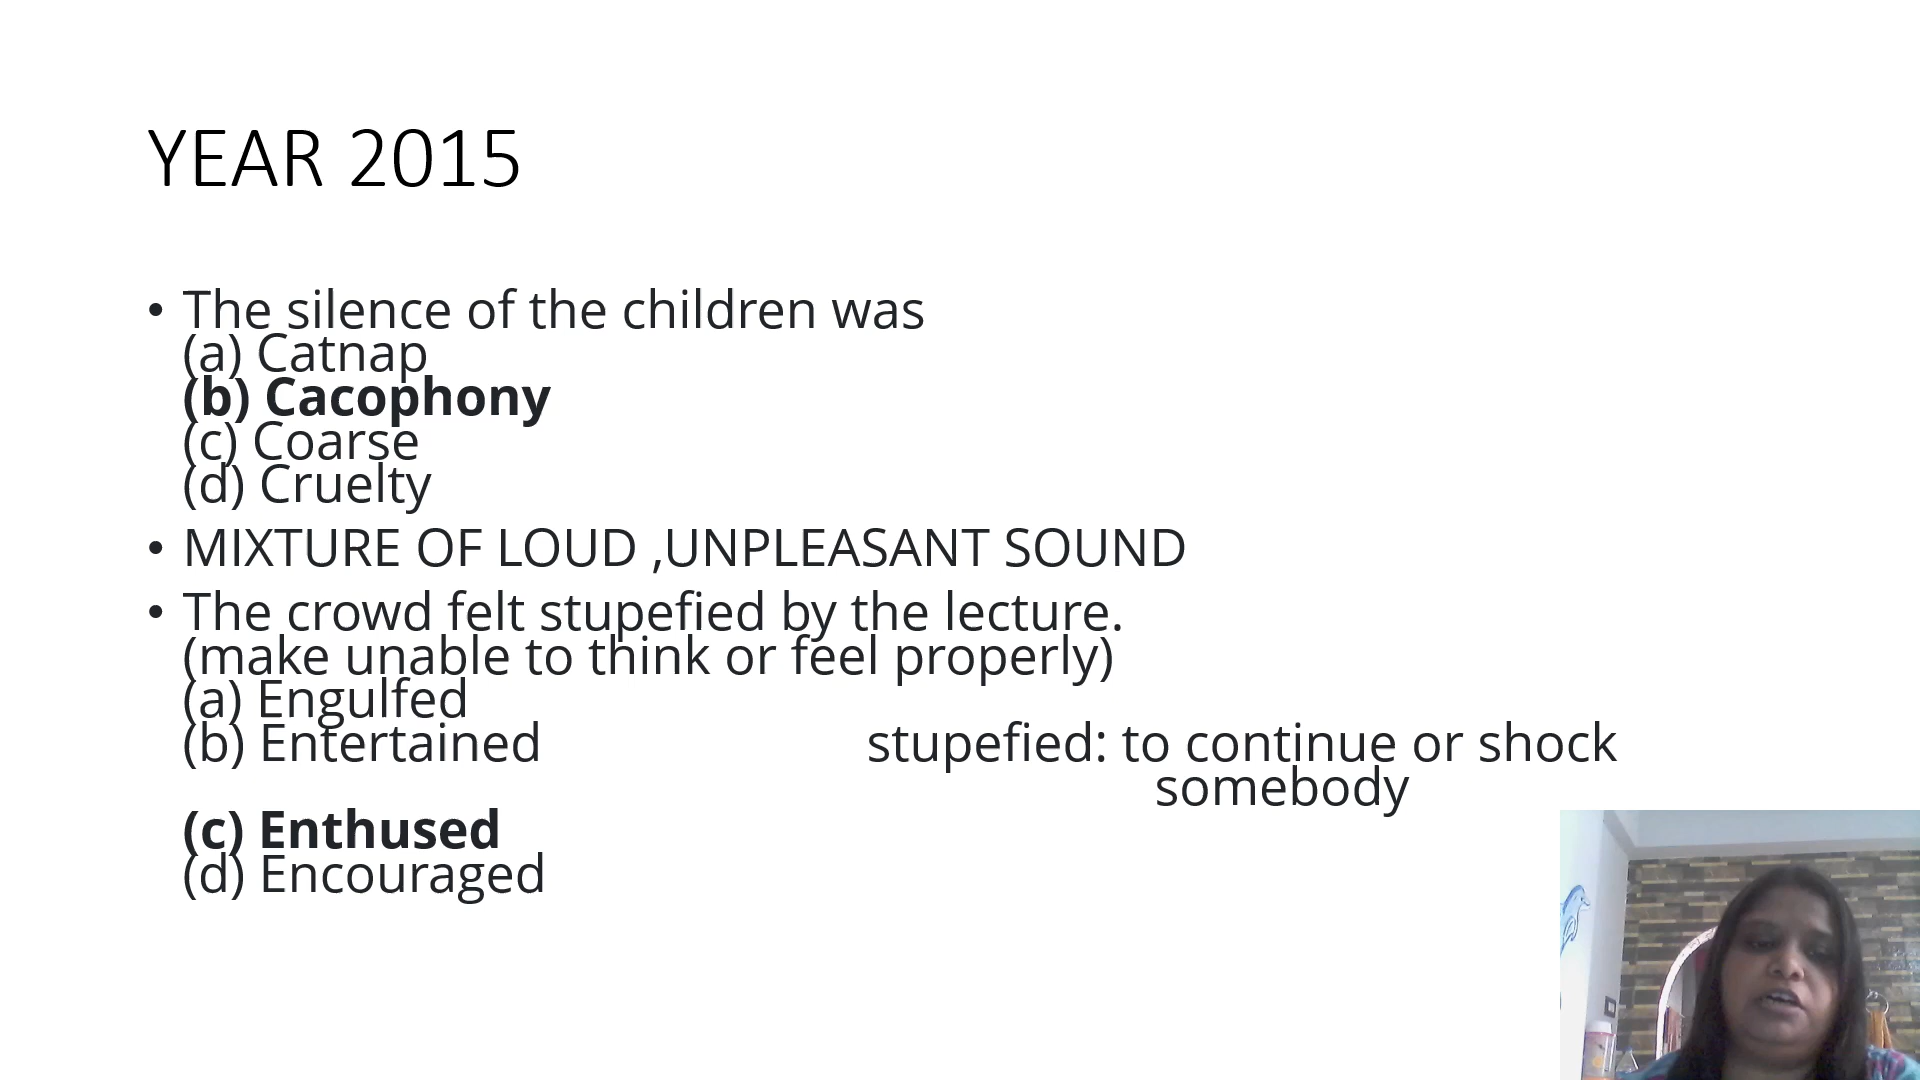 YEAR 2015
• The silence of the children was
(a) Catnap
(b) Cacophony
(c) Coarse
(d) Cruelty
• MIXTURE OF LOUD ,UNPLEASANT SOUND
• The crowd felt stupefied by the lecture.
(make unable to think or feel properly)
(a) Engulfed
(b) Entertained stupefied: to continue or shock
somebody
(c) Enthused
(d) Encouraged